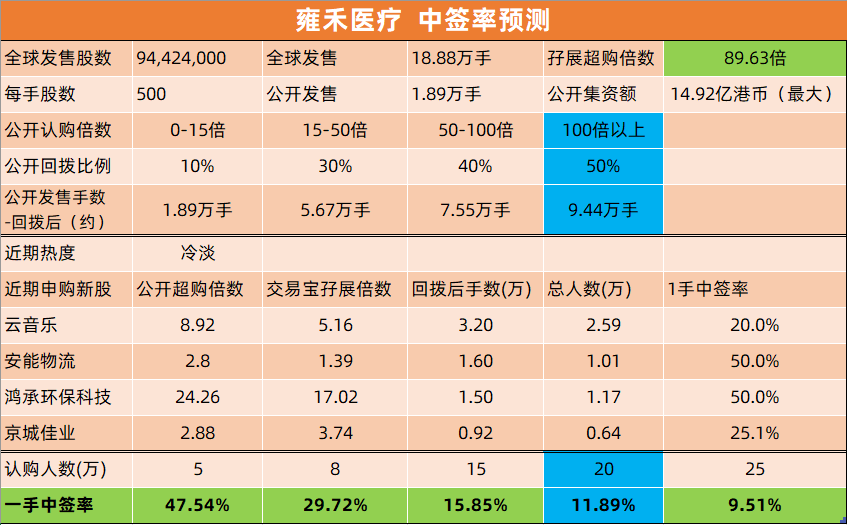 雍禾医疗 中签率预测
全球发售股数 94,424,000 全球发售 18.88万手 孖展超购倍数 89.63倍
每手股数 500 公开发售 1.89万手 公开集资额 14.92亿港币（最大）
公开认购倍数 0-15倍 15-50倍 50-100倍 100倍以上
公开回拨比例 10% 30% 40% 50%
公开发售手数
-回拨后（约） 1.89万手 5.67万手 7.55万手 9.44万手
近期热度 冷淡
近期申购新股 公开超购倍数 交易宝孖展倍数 回拨后手数(万) 总人数(万) 1手中签率
云音乐 8.92 5.16 3.20 2.59 20.0%
安能物流 2.8 1.39 1.60 1.01 50.0%
鸿承环保科技 24.26 17.02 1.50 1.17 50.0%
京城佳业 2.88 3.74 0.92 0.64 25.1%
认购人数(万) 5 8 15 20 25
一手中签率 47.54% 29.72% 15.85% 11.89% 9.51%